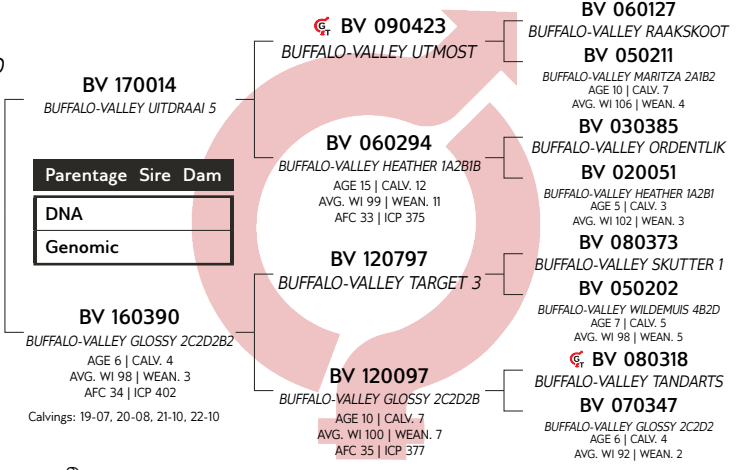 BV 170014
BUFFALO-VALLEY UITDRAAI 5
Parentage Sire Dam
DNA
Genomic
BV 160390
BUFFALO-VALLEY GLOSSY 2C2D2B2
AGE 6 | CALV. 4
AVG. WI 98 | WEAN. 3
AFC 34 | ICP 402
Calvings: 19-07, 20-08, 21-10, 22-10
GT BV 090423
BUFFALO-VALLEY UTMOST
BV 060294
BUFFALO-VALLEY HEATHER 1A2B1B
AGE 15 | CALV. 12
AVG. WI 99 | WEAN. 11
AFC 33 | ICP 375
BV 120797
BUFFALO-VALLEY TARGET 3
BV 120097
BUFFALO-VALLEY GLOSSY 2C2D2B
AGE 10 | CALV. 7
AVG. WI 100 | WEAN. 7
AFC 35 | ICP 377
BV 060127
BUFFALO-VALLEY RAAKSKOOT
BV 050211
BUFFALO-VALLEY MARITZA 2A1B2
AGE 10 | CALV. 7
AVG. WI 106 | WEAN. 4
BV 030385
BUFFALO-VALLEY ORDENTLIK
BV 020051
BUFFALO-VALLEY HEATHER 1A2B1
AGE 5 | CALV. 3
AVG. WI 102 | WEAN. 3
BV 080373
BUFFALO-VALLEY SKUTTER 1
BV 050202
BUFFALO-VALLEY WILDEMUIS 4B2D
AGE 7 | CALV. 5
AVG. WI 98 | WEAN. 5
GT BV 080318
BUFFALO-VALLEY TANDARTS
BV 070347
BUFFALO-VALLEY GLOSSY 2C2D2
AGE 6 | CALV. 4
AVG. WI 92 | WEAN. 2